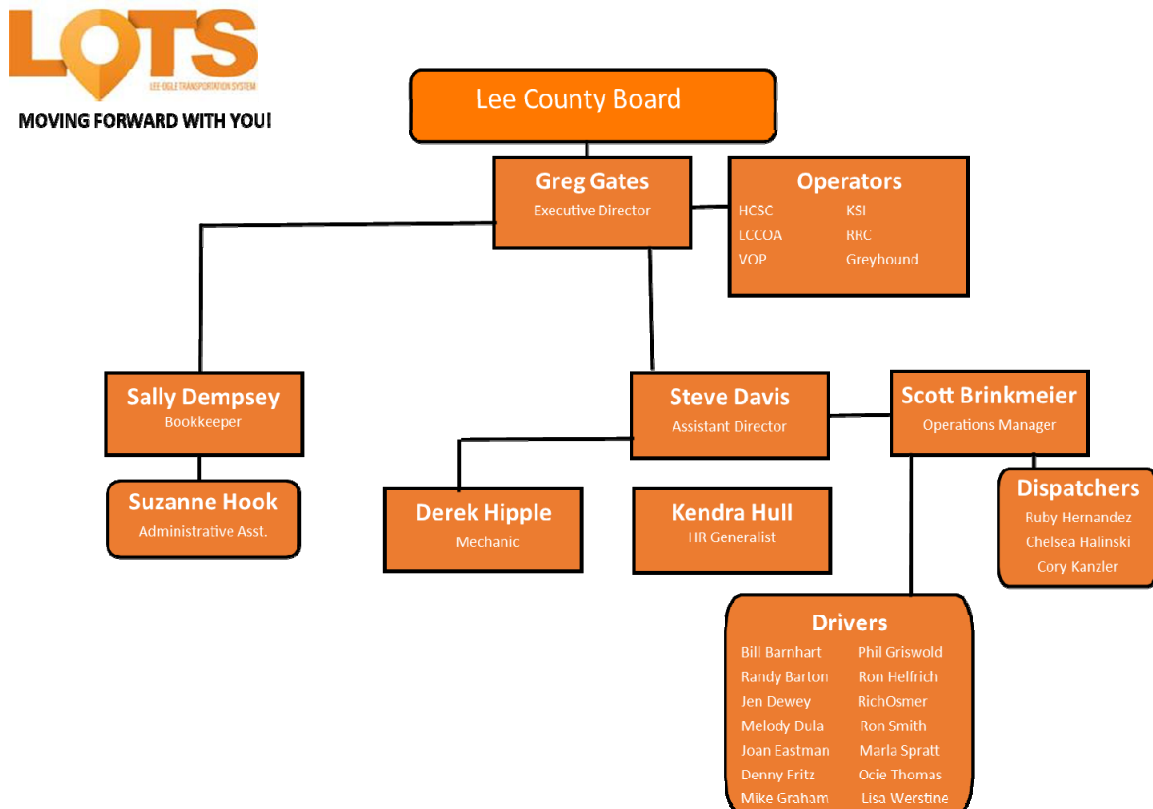 LOTS
LEE-OGLE TRANSPORTATION SYSTEM
MOVING FORWARD WITH YOU!
Lee County Board
Greg Gates
Executive Director
Operators
HCSC KSI
LCCOA RRC
VOP Greyhound
Sally Dempsey
Bookkeeper
Steve Davis
Assistant Director
Scott Brinkmeier
Operations Manager
Suzanne Hook
Administrative Asst.
Derek Hipple
Mechanic
Kendra Hull
HR Generalist
Dispatchers
Ruby Hernandez
Chelsea Halinski
Cory Kanzler
Drivers
Bill Barnhart Phil Griswold
Randy Barton Ron Helfrich
Jen Dewey RichOsmer
Melody Dula Ron Smith
Joan Eastman Marla Spratt
Denny Fritz Ocie Thomas
Mike Graham Lisa Werstine